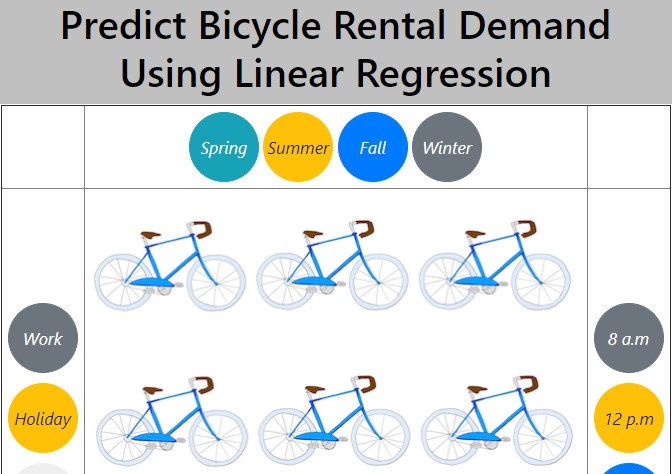 Predict Bicycle Rental Demand
Using Linear Regression
Spring
Summer
Fall
Winter
Work
8 a.m
Holiday
12 p.m